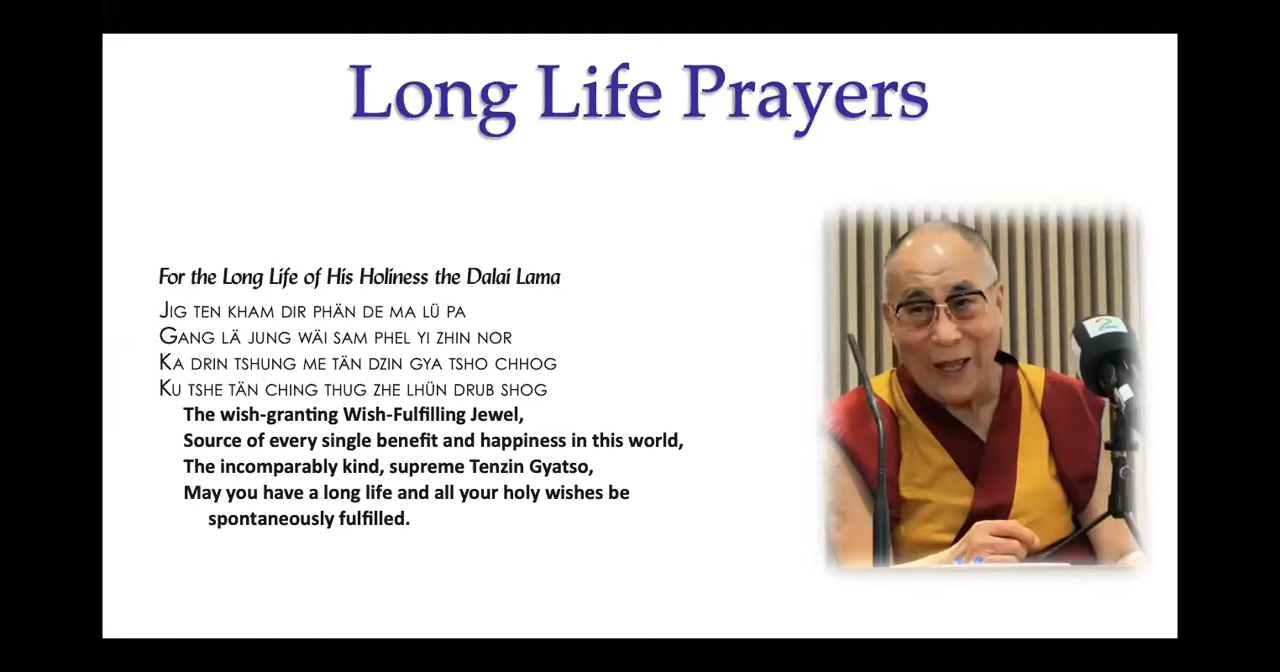 Long Life Prayers
For the Long Life of His Holiness the Dalai Lama
JIG TEN KHAM DIR PHÄN DE MA LÜ PA
GANG LÄ JUNG WÄI SAM PHEL YI ZHIN NOR
KA DRIN TSHUNG ME TÄN DZIN GYA TSHO CHHOG
KU TSHE TÄN CHING THUG ZHE LHÜN DRUB SHOG
The wish-granting Wish-Fulfilling Jewel,
Source of every single benefit and happiness in this world,
The incomparably kind, supreme Tenzin Gyatso,
May you have a long life and all your holy wishes be
spontaneously fulfilled.
2